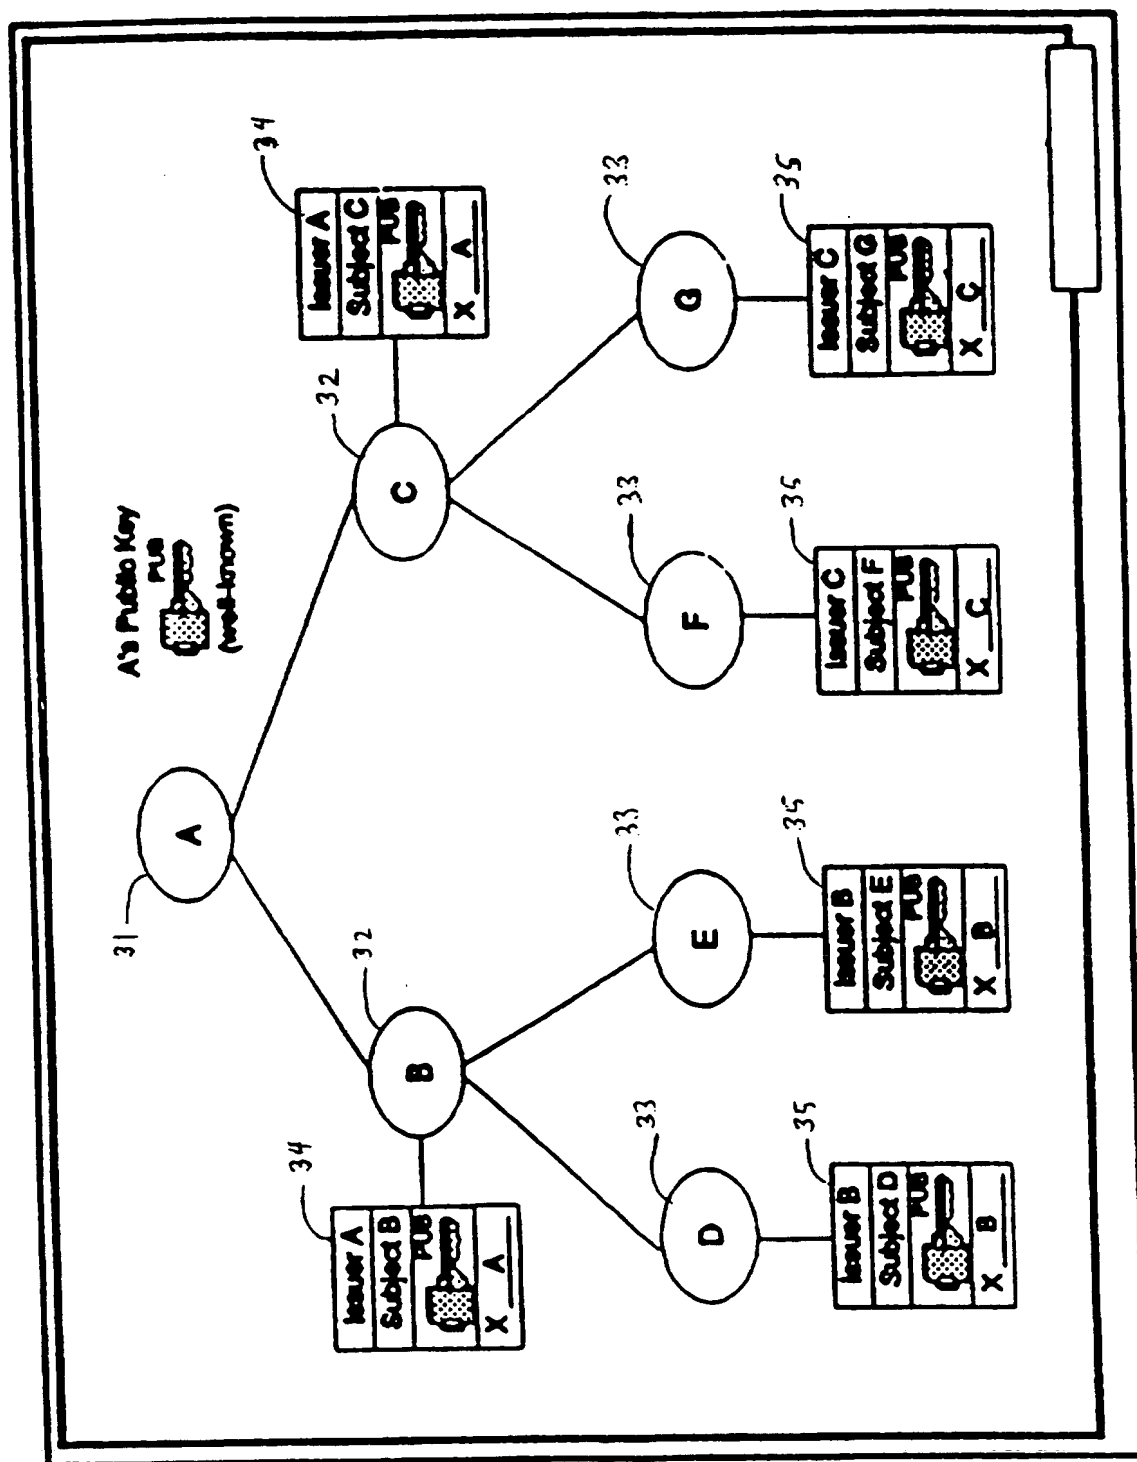 A's Public Key
PUB
(well-known)
31
A
32
B
32
C
34
Issuer A
Subject B
PUB
X A
34
Issuer A
Subject C
PUB
X A
33
D
33
E
33
F
33
G
35
Issuer B
Subject D
PUB
X B
35
Issuer B
Subject E
PUB
X B
35
Issuer C
Subject F
PUB
X C
35
Issuer C
Subject G
PUB
X C